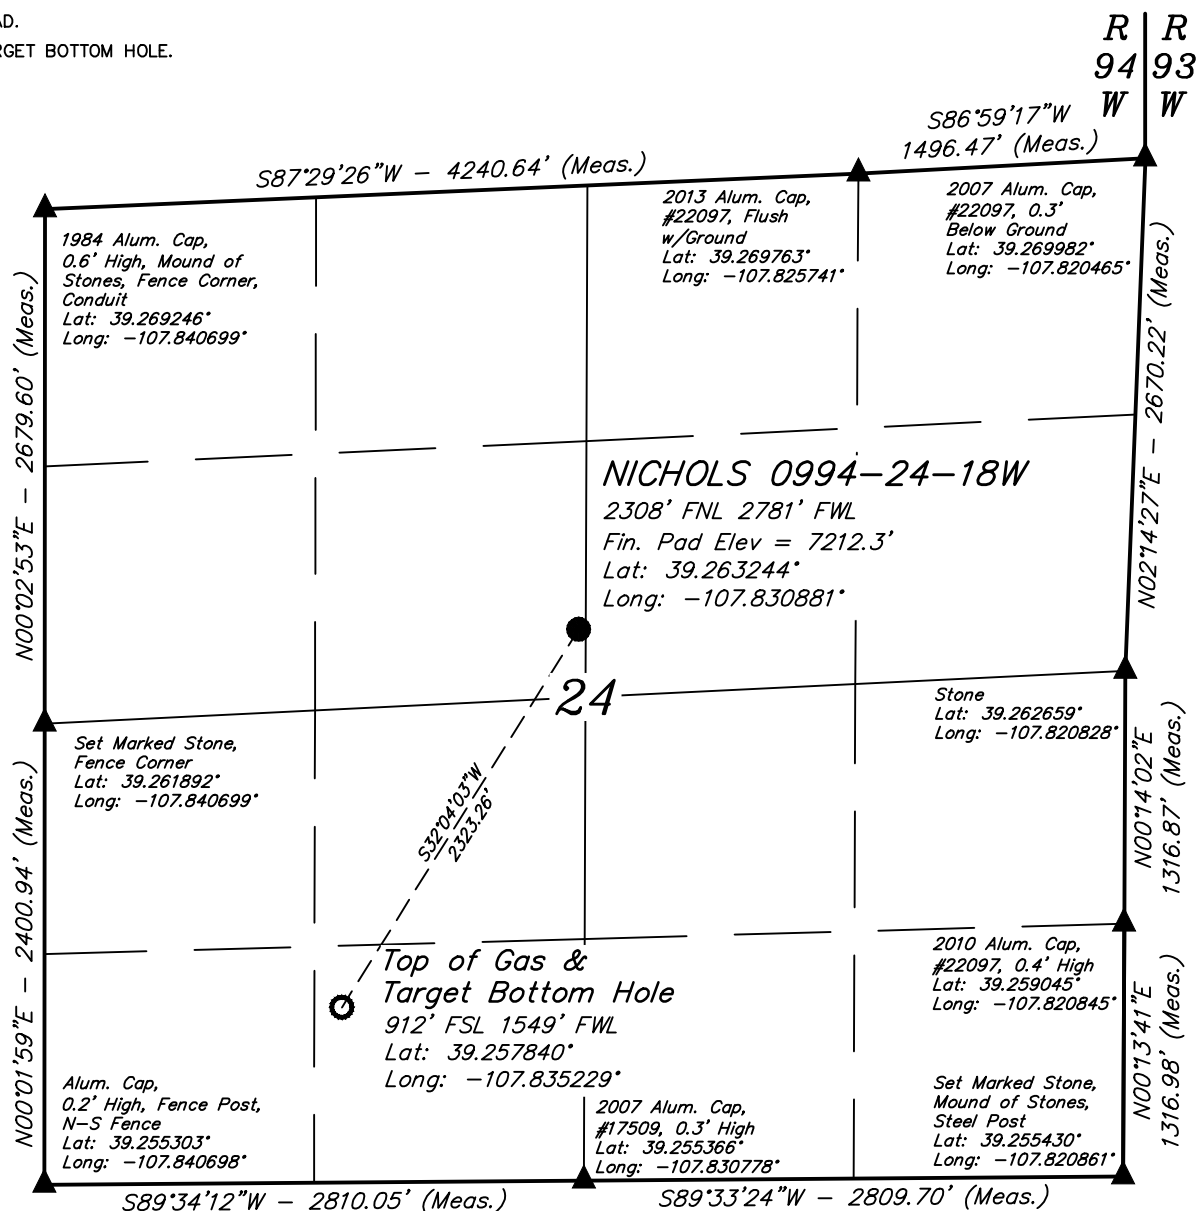 AD.
RGET BOTTOM HOLE.
R R
94 93
W W
S86°59'17"W
1496.47' (Meas.)
S87°29'26"W - 4240.64' (Meas.)
1984 Alum. Cap,
0.6' High, Mound of
Stones, Fence Corner,
Conduit
Lat: 39.269246°
Long: -107.840699°
2013 Alum. Cap,
#22097, Flush
w/Ground
Lat: 39.269763°
Long: -107.825741°
2007 Alum. Cap,
#22097, 0.3'
Below Ground
Lat: 39.269982°
Long: -107.820465°
N00°02'53"E - 2679.60' (Meas.)
N02°14'27"E - 2670.22' (Meas.)
NICHOLS 0994-24-18W
2308' FNL 2781' FWL
Fin. Pad Elev = 7212.3'
Lat: 39.263244°
Long: -107.830881°
24
Stone
Lat: 39.262659°
Long: -107.820828°
Set Marked Stone,
Fence Corner
Lat: 39.261892°
Long: -107.840699°
S32°04'03"W
2323.26'
N00°14'02"E
1316.87' (Meas.)
N00°01'59"E - 2400.94' (Meas.)
Top of Gas &
Target Bottom Hole
912' FSL 1549' FWL
Lat: 39.257840°
Long: -107.835229°
2010 Alum. Cap,
#22097, 0.4' High
Lat: 39.259045°
Long: -107.820845°
N00°13'41"E
1316.98' (Meas.)
Alum. Cap,
0.2' High, Fence Post,
N-S Fence
Lat: 39.255303°
Long: -107.840698°
2007 Alum. Cap,
#17509, 0.3' High
Lat: 39.255366°
Long: -107.830778°
Set Marked Stone,
Mound of Stones,
Steel Post
Lat: 39.255430°
Long: -107.820861°
S89°34'12"W - 2810.05' (Meas.)
S89°33'24"W - 2809.70' (Meas.)